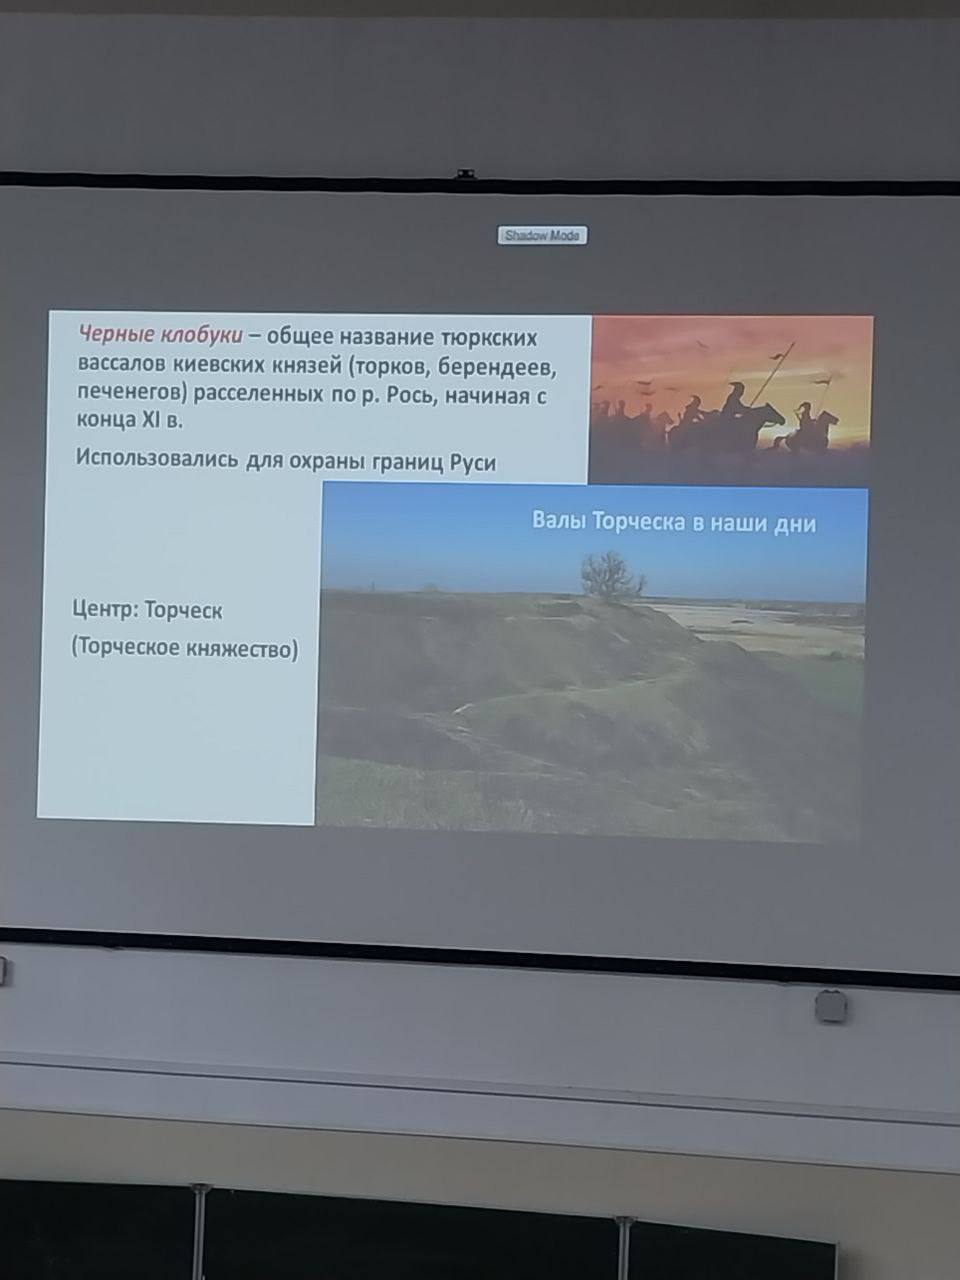 Shadow Mode
Черные клобуки – общее название тюркских
вассалов киевских князей (торков, берендеев,
печенегов) расселенных по р. Рось, начиная с
конца XI в.
Использовались для охраны границ Руси
Валы Торческа в наши дни
Центр: Торческ
(Торческое княжество)